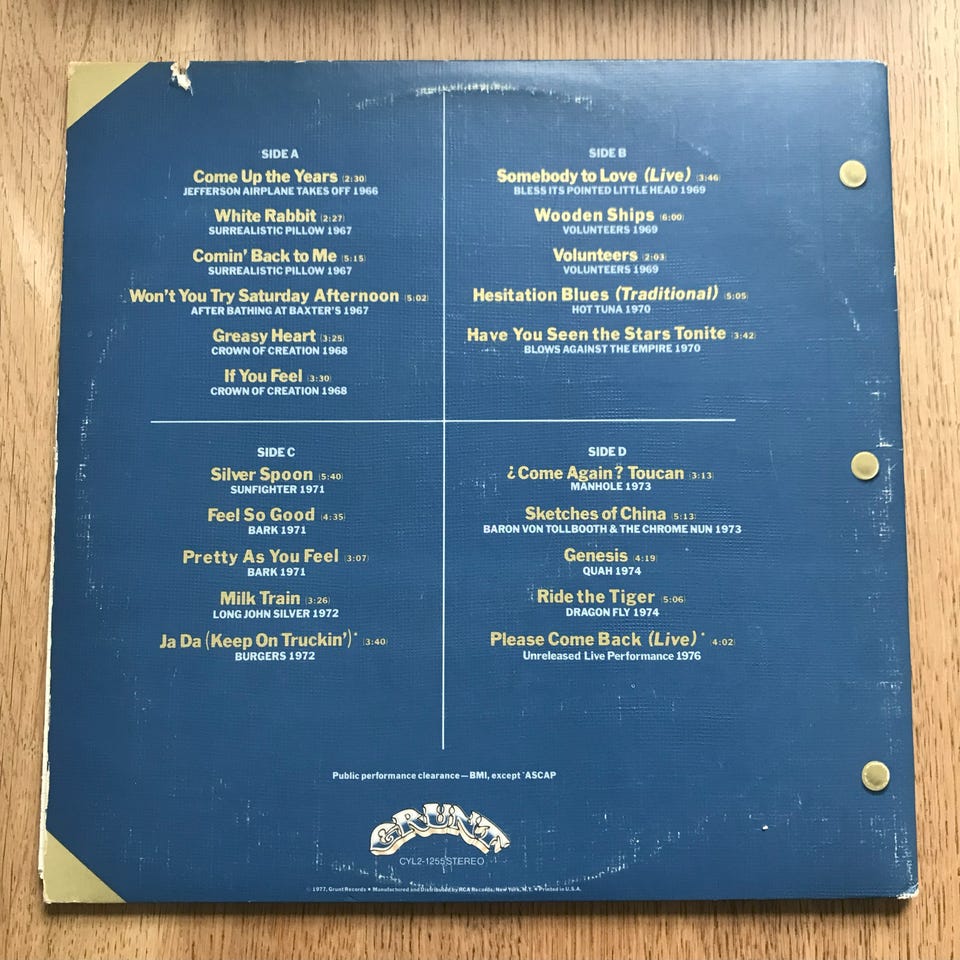 SIDE A
Come Up the Years (2:30)
JEFFERSON AIRPLANE TAKES OFF 1966
White Rabbit (2:27)
SURREALISTIC PILLOW 1967
Comin' Back to Me (5:15)
SURREALISTIC PILLOW 1967
Won't You Try Saturday Afternoon (5:02)
AFTER BATHING AT BAXTER'S 1967
Greasy Heart (3:25)
CROWN OF CREATION 1968
If You Feel (3:30)
CROWN OF CREATION 1968
SIDE B
Somebody to Love (Live) (3:46)
BLESS ITS POINTED LITTLE HEAD 1969
Wooden Ships (6:00)
VOLUNTEERS 1969
Volunteers (2:03)
VOLUNTEERS 1969
Hesitation Blues (Traditional) (5:05)
HOT TUNA 1970
Have You Seen the Stars Tonite (3:42)
BLOWS AGAINST THE EMPIRE 1970
SIDE C
Silver Spoon (5:40)
SUNFIGHTER 1971
Feel So Good (4:35)
BARK 1971
Pretty As You Feel (3:07)
BARK 1971
Milk Train (3:26)
LONG JOHN SILVER 1972
Ja Da (Keep On Truckin')* (3:40)
BURGERS 1972
SIDE D
¿Come Again? Toucan (3:13)
MANHOLE 1973
Sketches of China (5:13)
BARON VON TOLLBOOTH & THE CHROME NUN 1973
Genesis (4:19)
QUAH 1974
Ride the Tiger (5:06)
DRAGON FLY 1974
Please Come Back (Live)* (4:02)
Unreleased Live Performance 1976
Public performance clearance—BMI, except *ASCAP
GRUNT
CYL2-1255 STEREO
© 1977, Grunt Records • Manufactured and Distributed by RCA Records, New York, N.Y. • Printed in U.S.A.